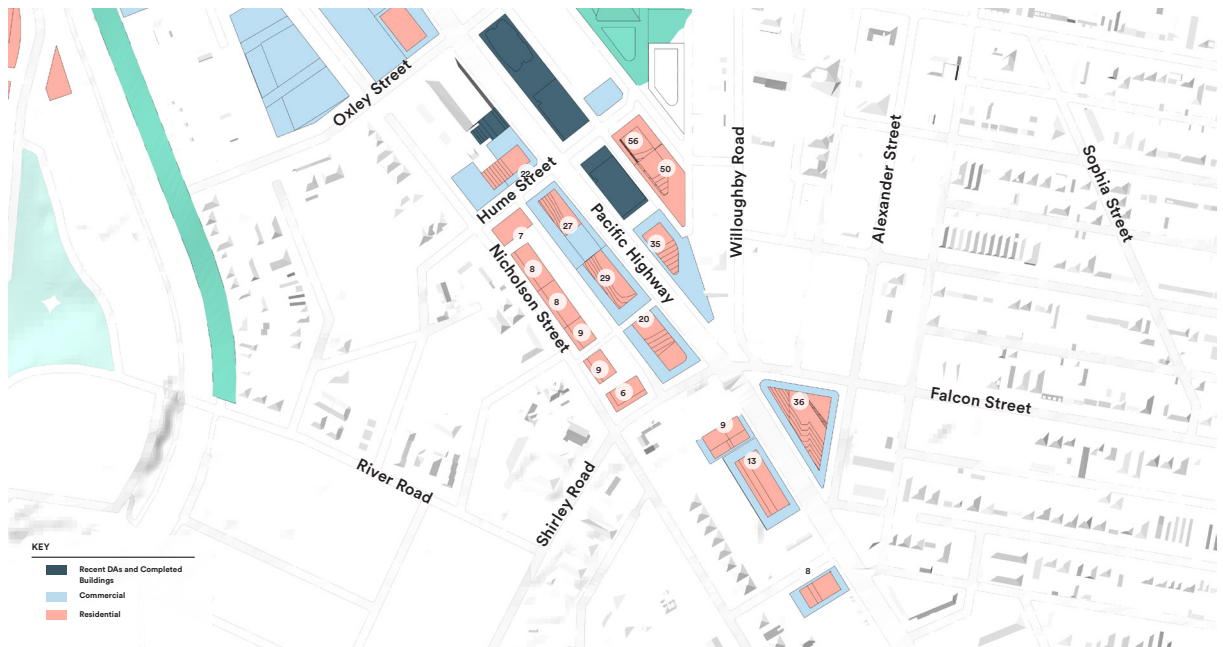 Oxley Street
56
50
22
Hume Street
27
Pacific Highway
Willoughby Road
Alexander Street
Sophia Street
7
35
8
29
Nicholson Street
8
20
9
9
6
36
Falcon Street
9
13
River Road
Shirley Road
8
KEY
Recent DAs and Completed
Buildings
Commercial
Residential